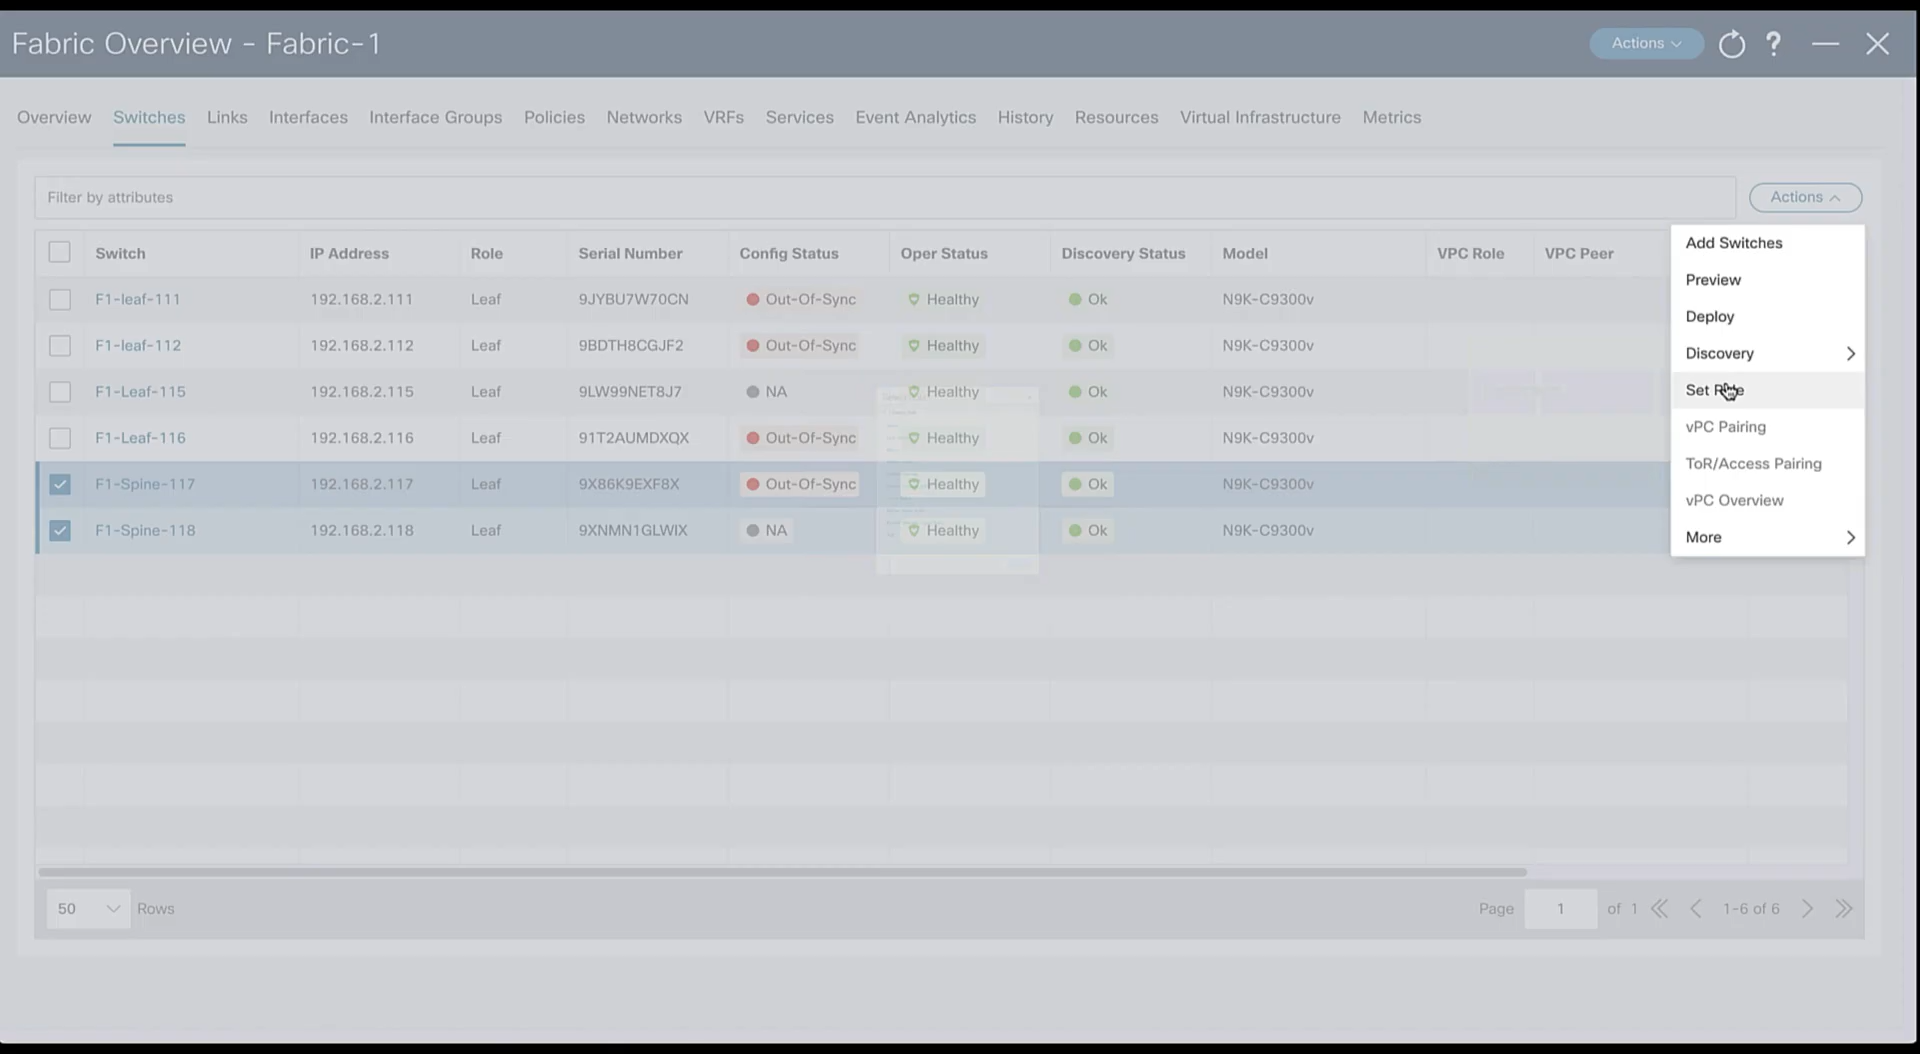 Fabric Overview - Fabric-1
Actions
?
Overview Switches Links Interfaces Interface Groups Policies Networks VRFs Services Event Analytics History Resources Virtual Infrastructure Metrics
Filter by attributes
Actions
Switch IP Address Role Serial Number Config Status Oper Status Discovery Status Model VPC Role VPC Peer
F1-leaf-111 192.168.2.111 Leaf 9JYBU7W70CN Out-Of-Sync Healthy Ok N9K-C9300v
F1-leaf-112 192.168.2.112 Leaf 9BDTH8CGJF2 Out-Of-Sync Healthy Ok N9K-C9300v
F1-Leaf-115 192.168.2.115 Leaf 9LW99NET8J7 NA Healthy Ok N9K-C9300v
F1-Leaf-116 192.168.2.116 Leaf 91T2AUMDXQX Out-Of-Sync Healthy Ok N9K-C9300v
F1-Spine-117 192.168.2.117 Leaf 9X86K9EXF8X Out-Of-Sync Healthy Ok N9K-C9300v
F1-Spine-118 192.168.2.118 Leaf 9XNMN1GLWIX NA Healthy Ok N9K-C9300v
Add Switches
Preview
Deploy
Discovery
Set Role
vPC Pairing
ToR/Access Pairing
vPC Overview
More
50 Rows
Page 1 of 1 1-6 of 6